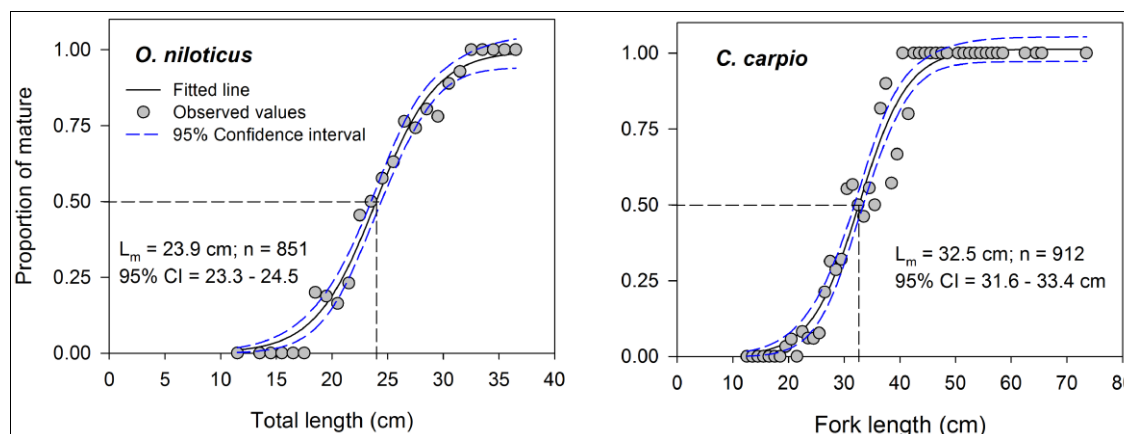 O. niloticus
Fitted line
Observed values
95% Confidence interval
L_m = 23.9 cm; n = 851
95% CI = 23.3 - 24.5
Proportion of mature
1.00
0.75
0.50
0.25
0.00
0 5 10 15 20 25 30 35 40
Total length (cm)
C. carpio
L_m = 32.5 cm; n = 912
95% CI = 31.6 - 33.4 cm
1.00
0.75
0.50
0.25
0.00
0 10 20 30 40 50 60 70 80
Fork length (cm)